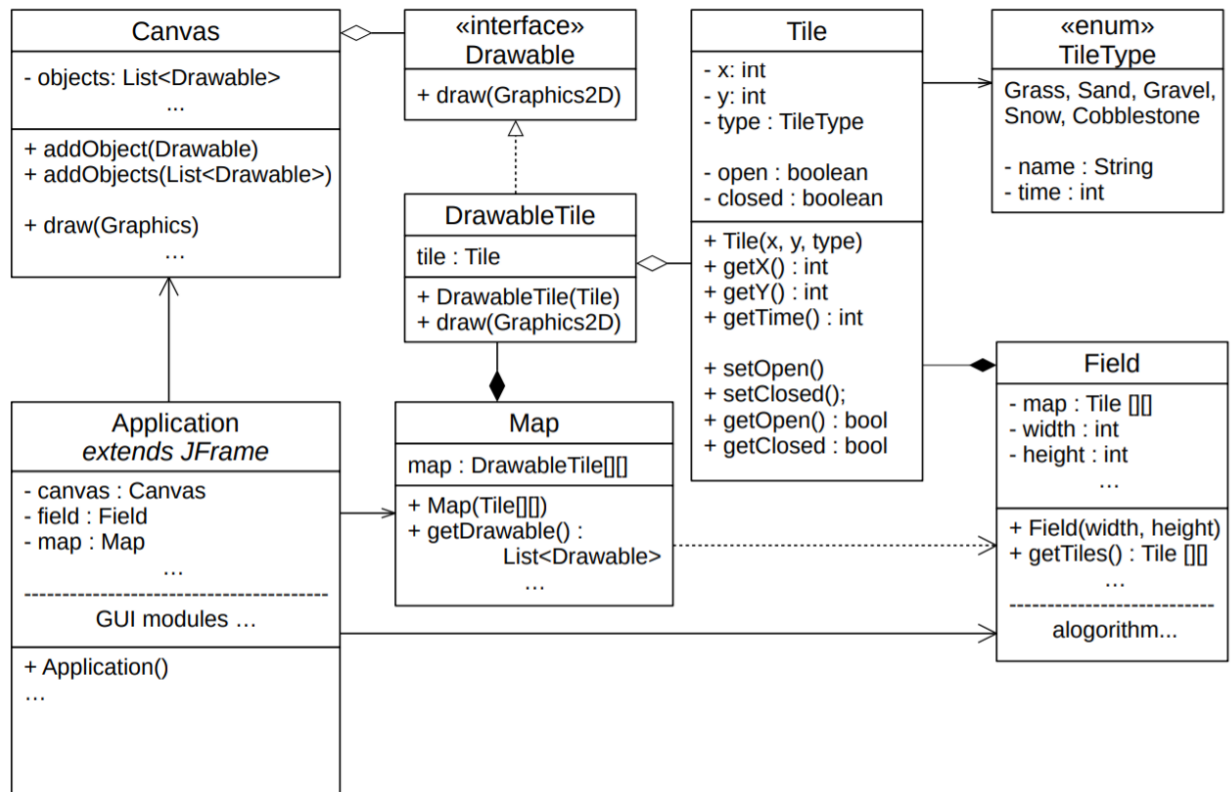 Canvas
- objects: List<Drawable>
...
+ addObject(Drawable)
+ addObjects(List<Drawable>)
+ draw(Graphics)
...
«interface»
Drawable
+ draw(Graphics2D)
DrawableTile
tile : Tile
+ DrawableTile(Tile)
+ draw(Graphics2D)
Tile
- x: int
- y: int
- type : TileType
- open : boolean
- closed : boolean
+ Tile(x, y, type)
+ getX() : int
+ getY() : int
+ getTime() : int
+ setOpen()
+ setClosed();
+ getOpen() : bool
+ getClosed : bool
«enum»
TileType
Grass, Sand, Gravel,
Snow, Cobblestone
- name : String
- time : int
Application
extends JFrame
- canvas : Canvas
- field : Field
- map : Map
...
GUI modules ...
+ Application()
...
Map
map : DrawableTile[][]
+ Map(Tile[][])
+ getDrawable() :
List<Drawable>
...
Field
- map : Tile [][]
- width : int
- height : int
...
+ Field(width, height)
+ getTiles() : Tile [][]
...
alogorithm...